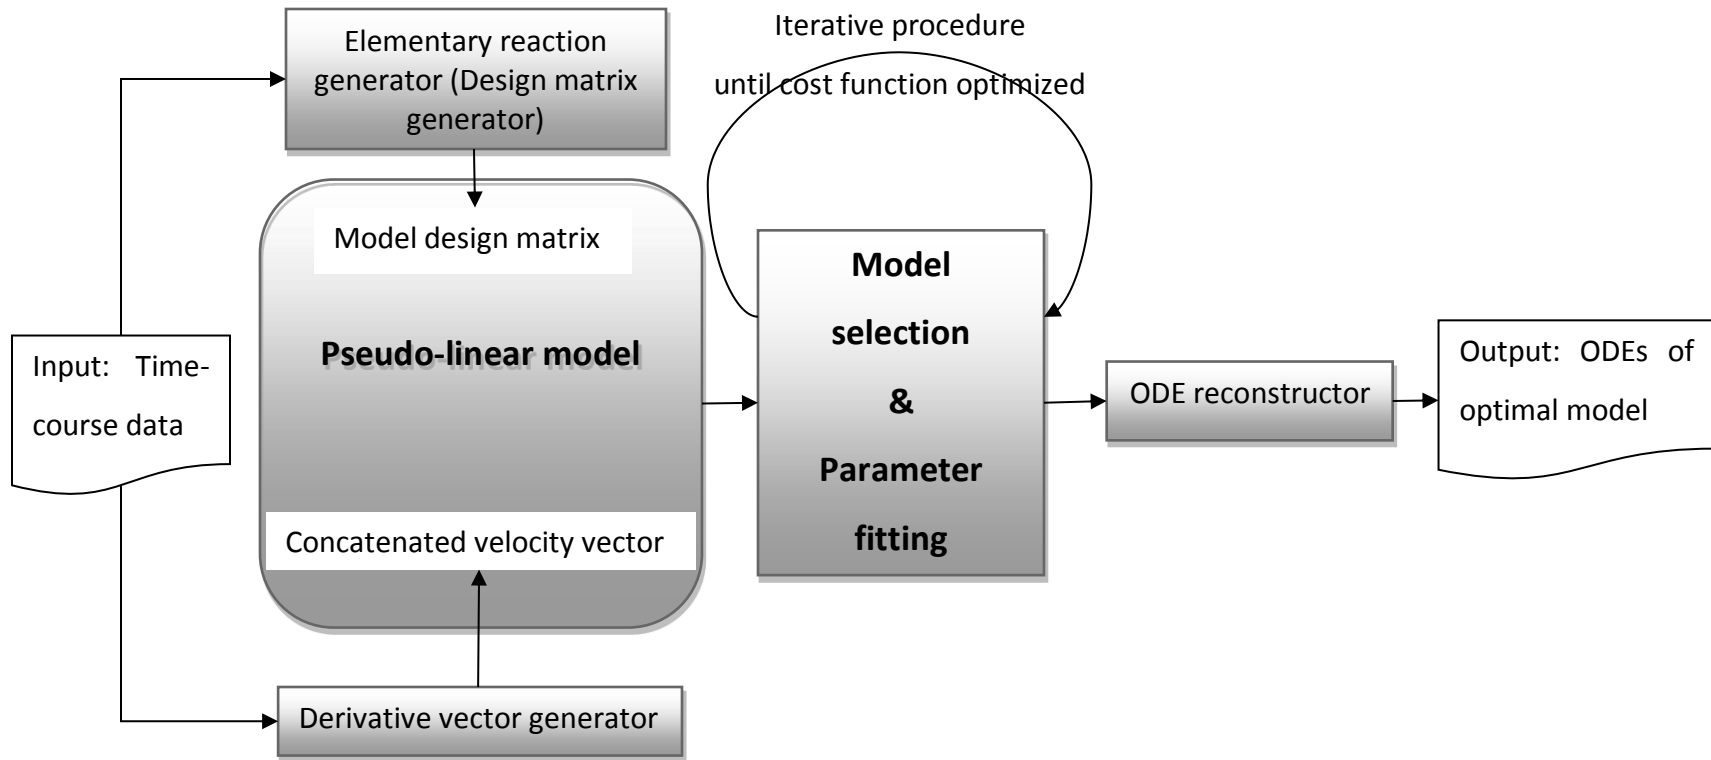 Iterative procedure
until cost function optimized
Elementary reaction
generator (Design matrix
generator)
Model design matrix
Pseudo-linear model
Concatenated velocity vector
Derivative vector generator
Input: Time-
course data
Model
selection
&
Parameter
fitting
ODE reconstructor
Output: ODEs of
optimal model